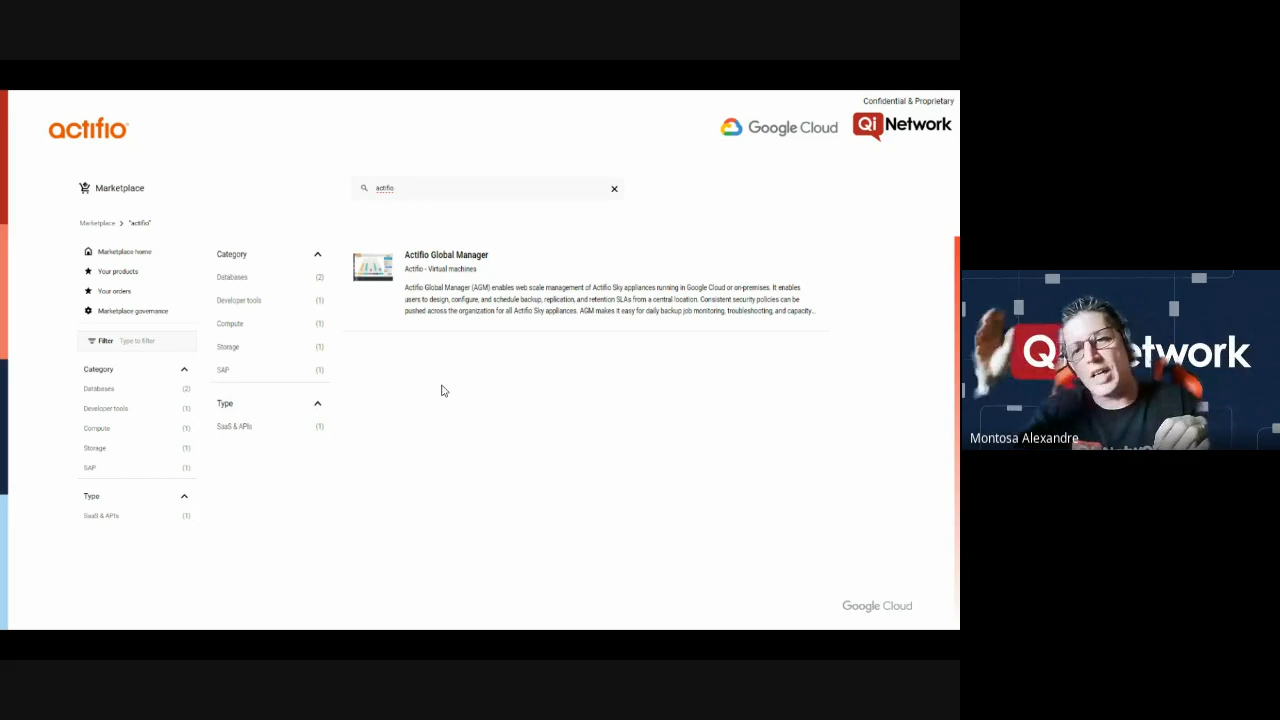 Confidential & Proprietary
actifio
Google Cloud
Qi Network
Marketplace
actifio
Marketplace > "actifio"
Marketplace home
Your products
Your orders
Marketplace governance
Filter Type to filter
Category
Databases (2)
Developer tools (1)
Compute (1)
Storage (1)
SAP (1)
Type
SaaS & APIs (1)
Category
Databases (2)
Developer tools (1)
Compute (1)
Storage (1)
SAP (1)
Type
SaaS & APIs (1)
Actifio Global Manager
Actifio - Virtual machines
Actifio Global Manager (AGM) enables web scale management of Actifio Sky appliances running in Google Cloud or on-premises. It enables
users to design, configure, and schedule backup, replication, and retention SLAs from a central location. Consistent security policies can be
pushed across the organization for all Actifio Sky appliances. AGM makes it easy for daily backup job monitoring, troubleshooting, and capacity...
Google Cloud
Qi etwork
Montosa Alexandre